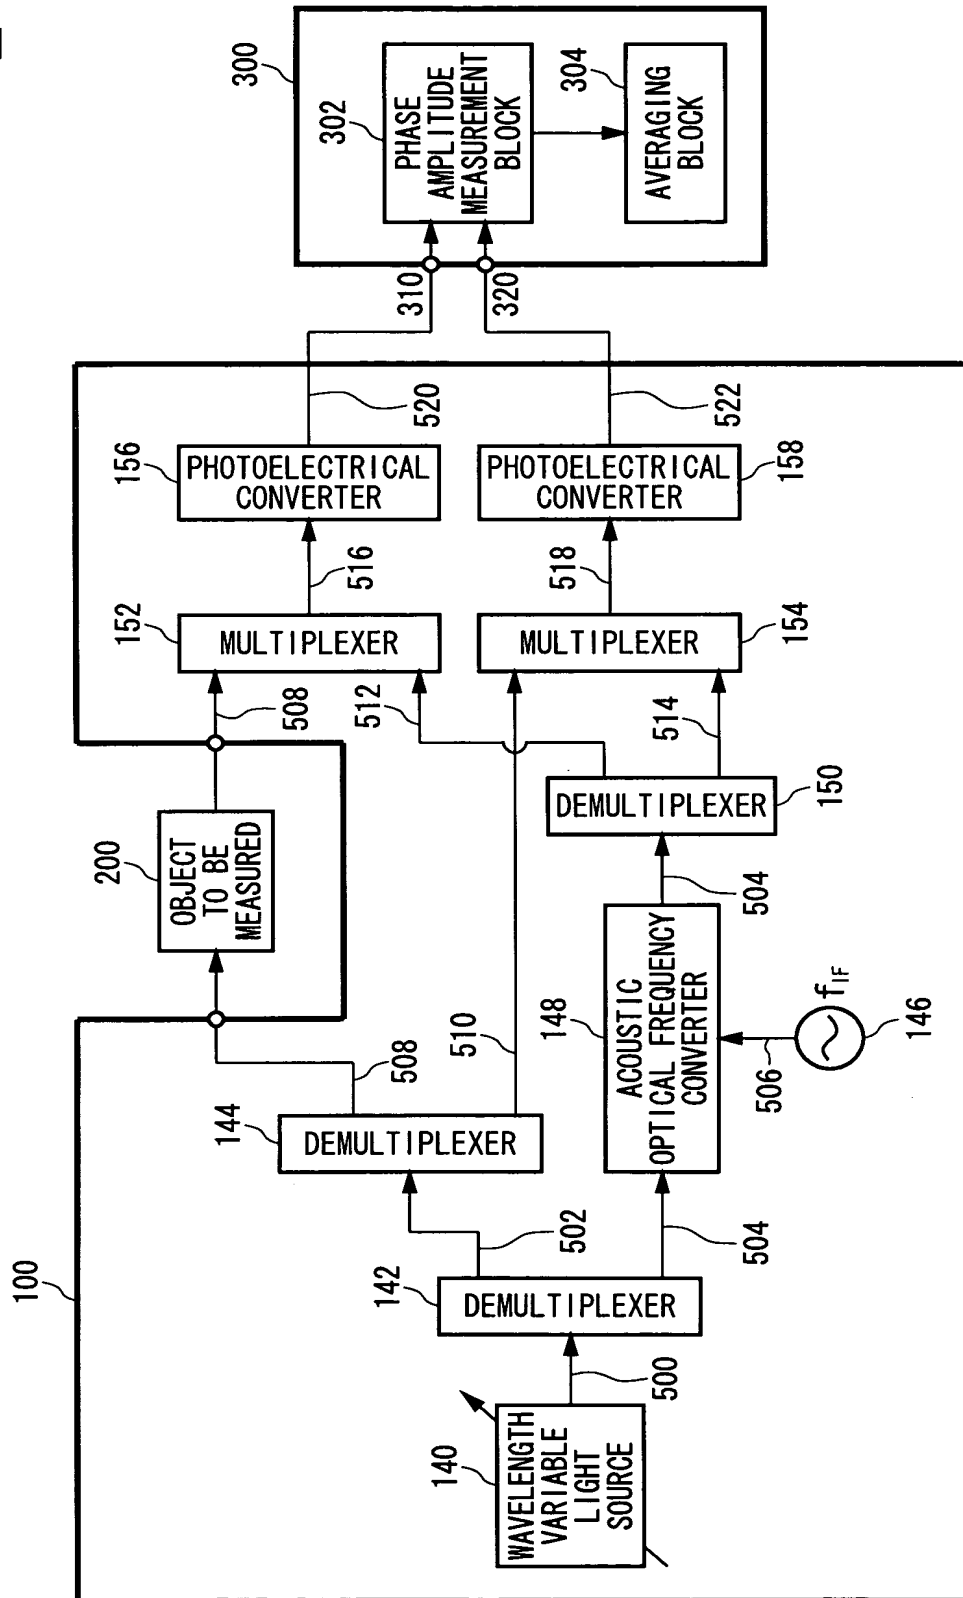 100
140
WAVELENGTH
VARIABLE
LIGHT
SOURCE
500
142
DEMULTIPLEXER
502
504
144
DEMULTIPLEXER
508
510
148
ACOUSTIC
OPTICAL FREQUENCY
CONVERTER
506
146
fIF
504
200
OBJECT
TO BE
MEASURED
150
DEMULTIPLEXER
508
512
514
152
MULTIPLEXER
154
MULTIPLEXER
516
518
156
PHOTOELECTRICAL
CONVERTER
158
PHOTOELECTRICAL
CONVERTER
520
522
310
320
300
302
PHASE
AMPLITUDE
MEASUREMENT
BLOCK
304
AVERAGING
BLOCK